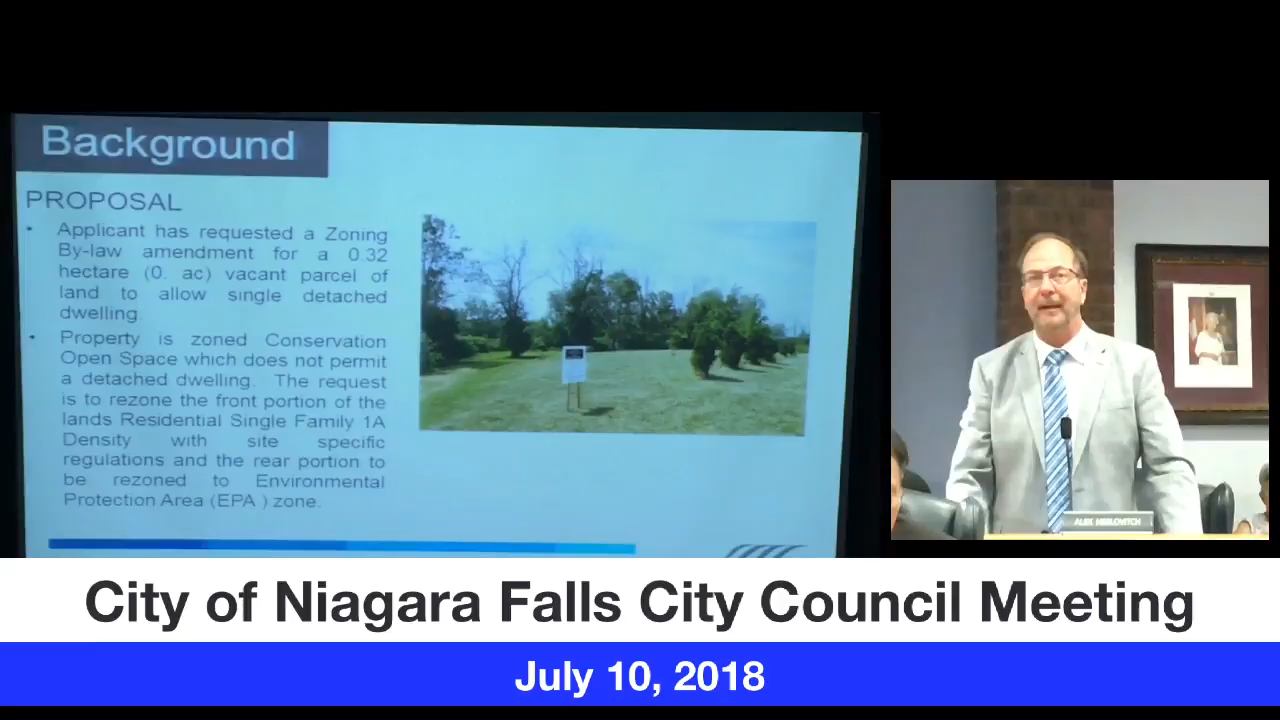 Background
PROPOSAL
• Applicant has requested a Zoning
By-law amendment for a 0.32
hectare (0. ac) vacant parcel of
land to allow single detached
dwelling.
• Property is zoned Conservation
Open Space which does not permit
a detached dwelling. The request
is to rezone the front portion of the
lands Residential Single Family 1A
Density with site specific
regulations and the rear portion to
be rezoned to Environmental
Protection Area (EPA ) zone.
ALEX HERLOVITCH
City of Niagara Falls City Council Meeting
July 10, 2018